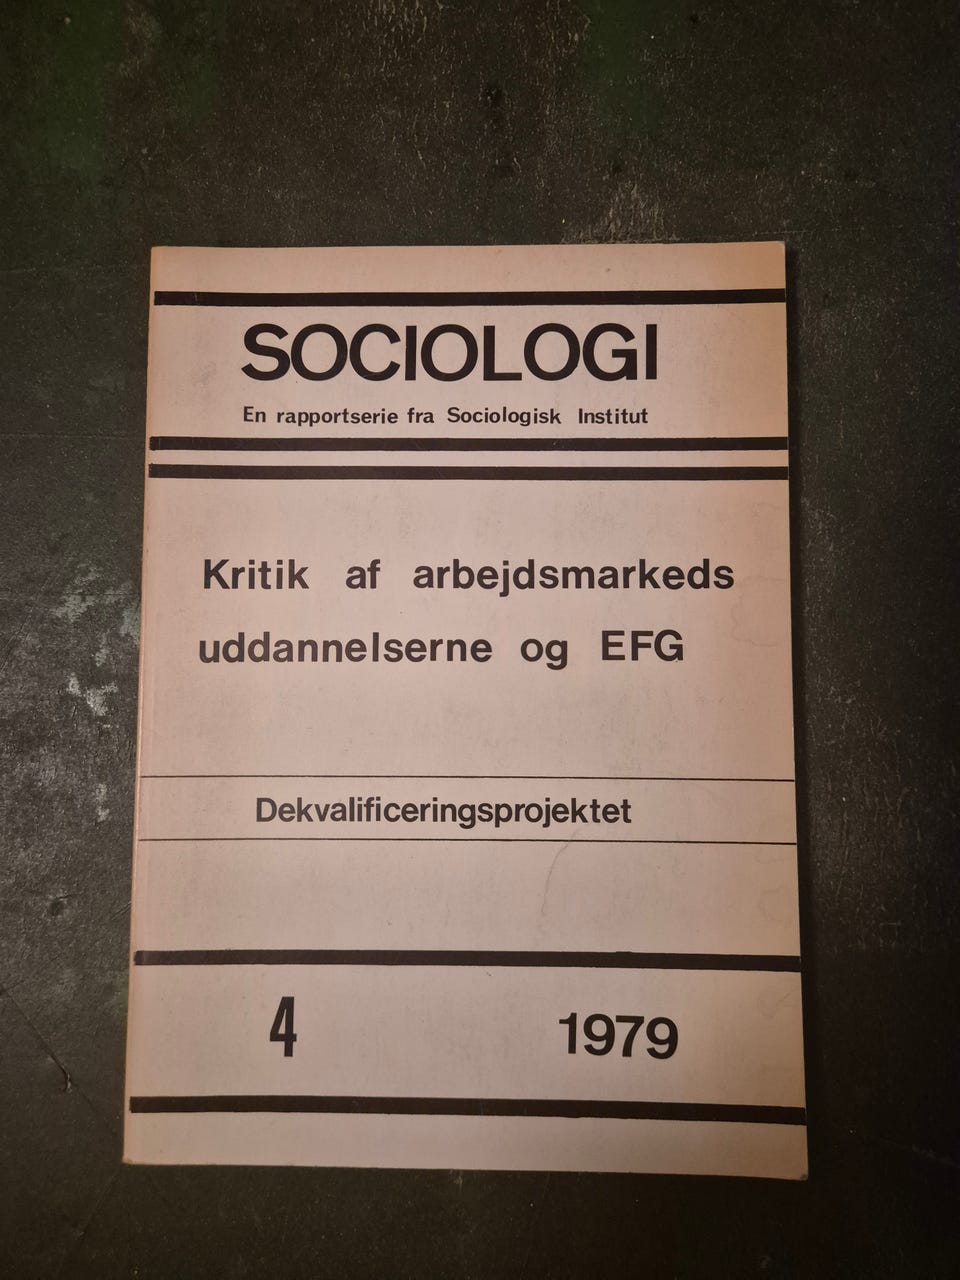 SOCIOLOGI
En rapportserie fra Sociologisk Institut
Kritik af arbejdsmarkeds
uddannelserne og EFG
Dekvalificeringsprojektet
4 1979